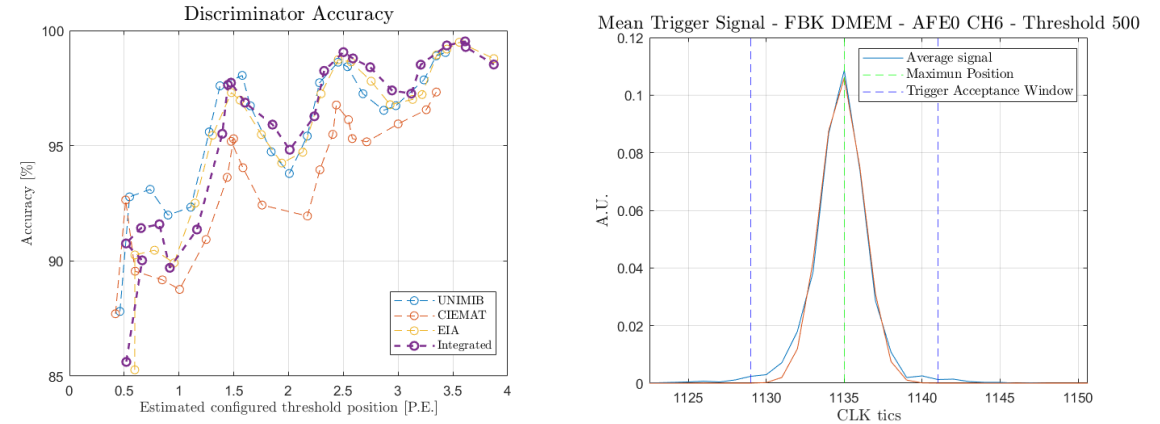 Discriminator Accuracy
100
95
90
85
Accuracy [%]
0 0.5 1 1.5 2 2.5 3 3.5 4
Estimated configured threshold position [P.E.]
UNIMIB
CIEMAT
EIA
Integrated
Mean Trigger Signal - FBK DMEM - AFE0 CH6 - Threshold 500
0.12
0.1
0.08
0.06
0.04
0.02
0
A.U.
1125 1130 1135 1140 1145 1150
CLK tics
Average signal
Maximun Position
Trigger Acceptance Window